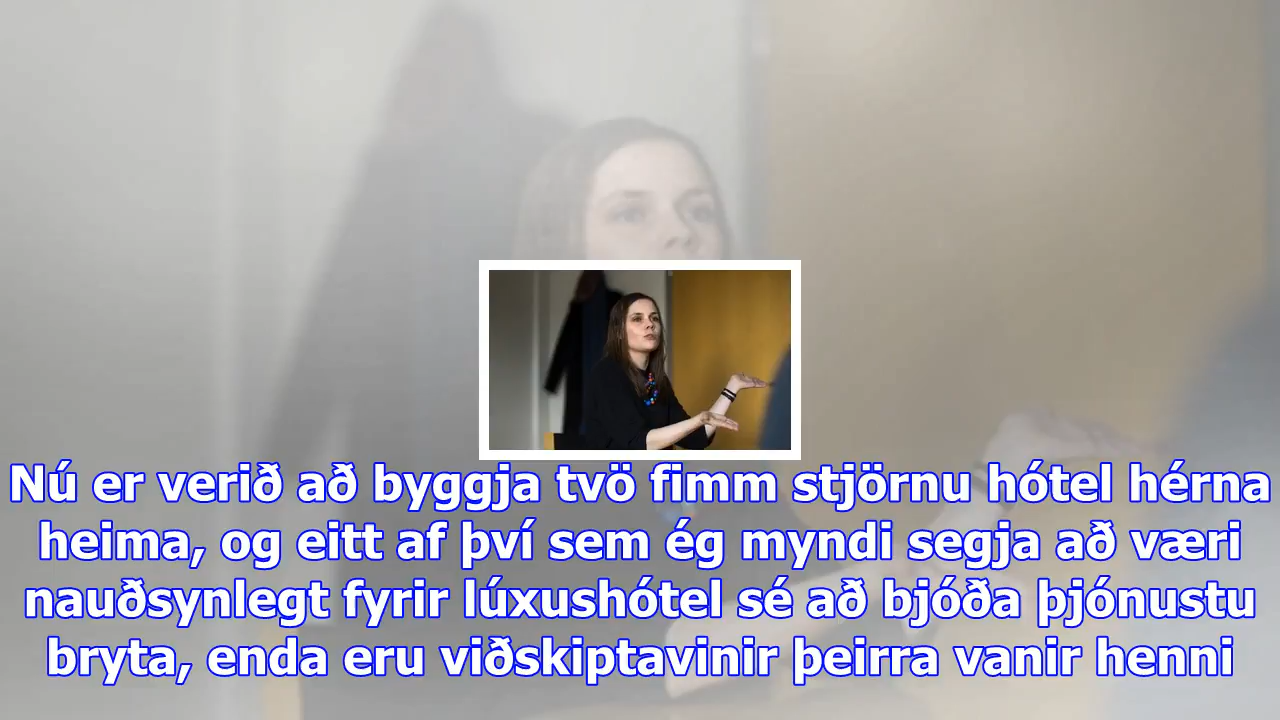 Nú er verið að byggja tvö fimm stjörnu hótel hérna
heima, og eitt af því sem ég myndi segja að væri
nauðsynlegt fyrir lúxushótel sé að bjóða þjónustu
bryta, enda eru viðskiptavinir þeirra vanir henni